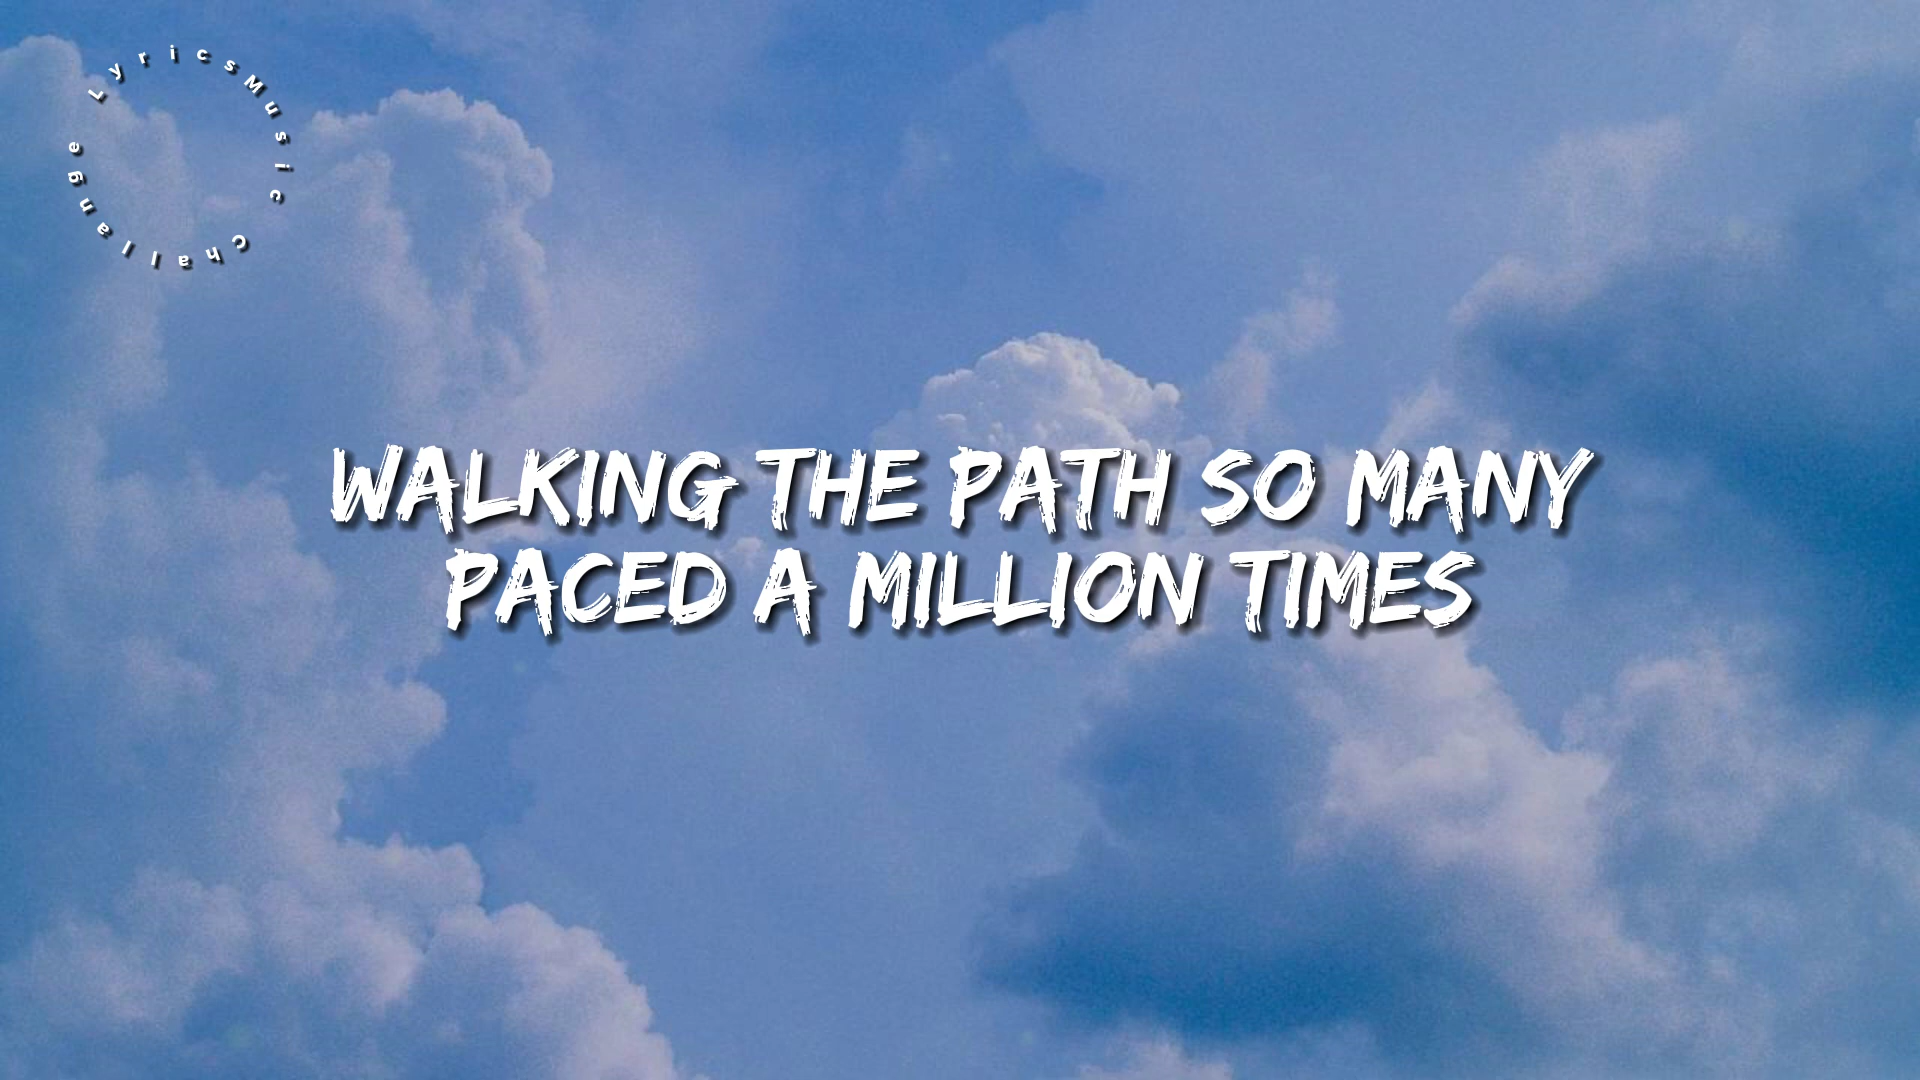 LyricsMusic Challange
WALKING THE PATH SO MANY
PACED A MILLION TIMES